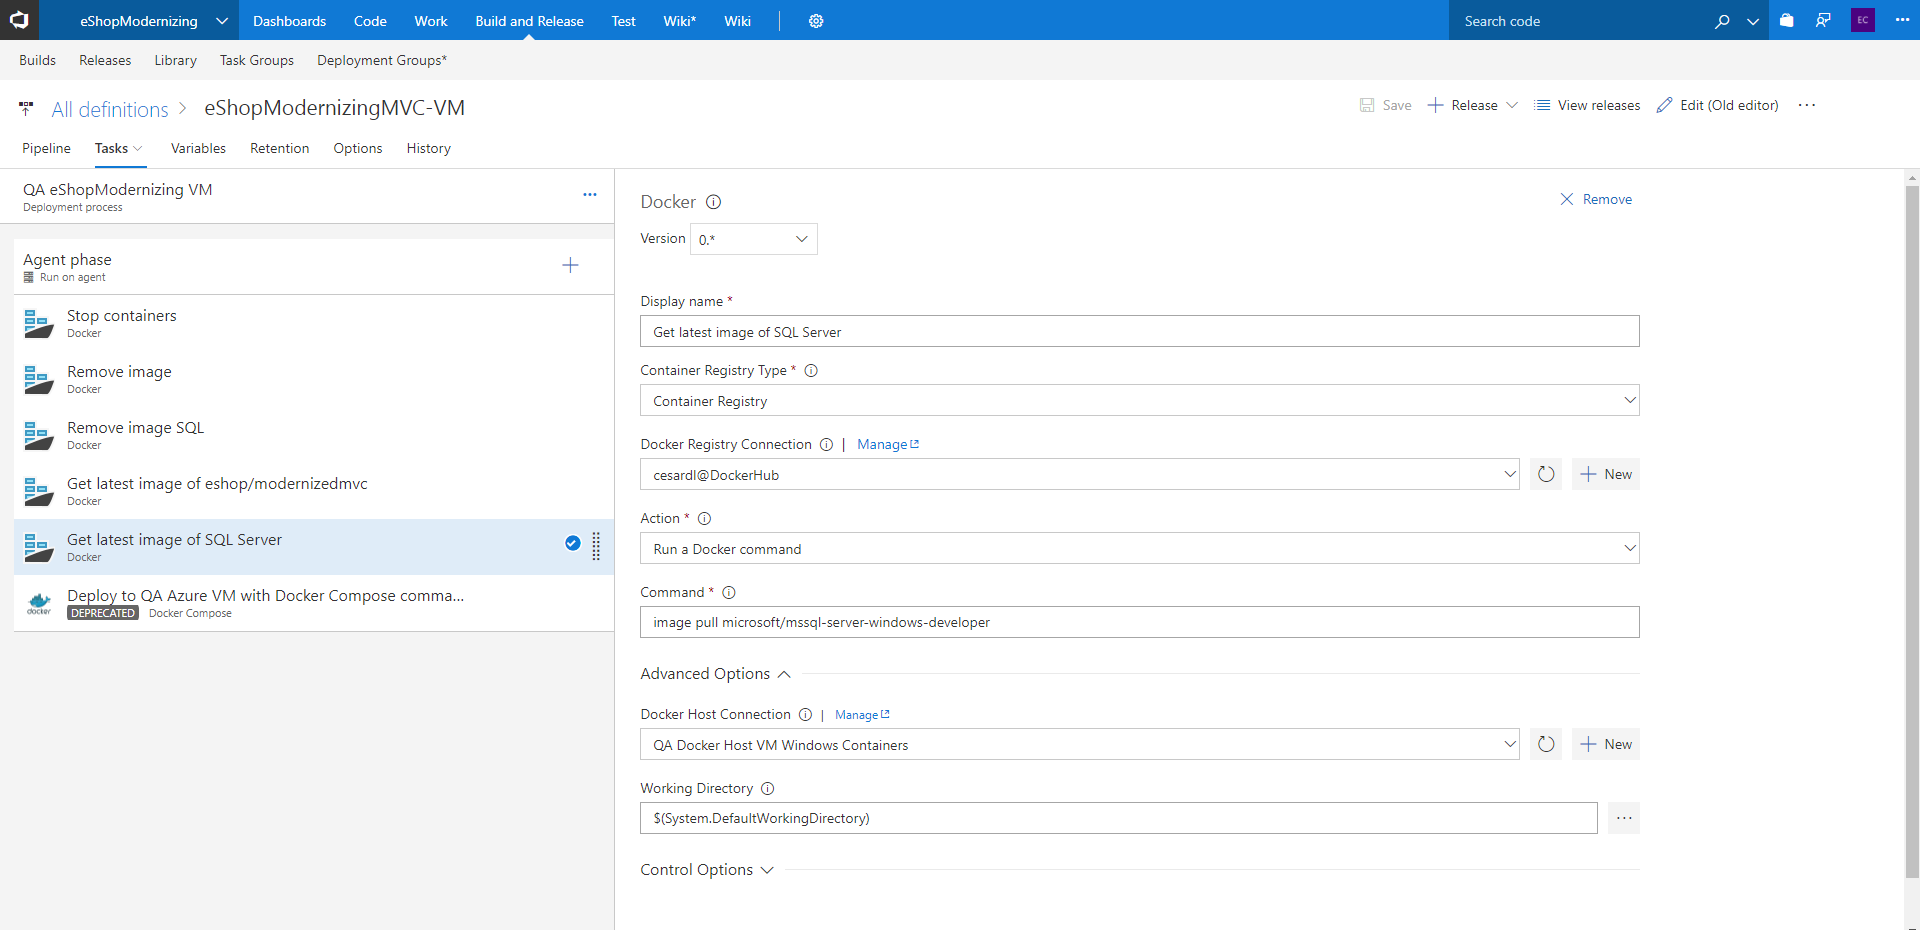 eShopModernizing
Dashboards Code Work Build and Release Test Wiki* Wiki
Search code
EC
Builds Releases Library Task Groups Deployment Groups*
All definitions > eShopModernizingMVC-VM
Save Release View releases Edit (Old editor) ...
Pipeline Tasks Variables Retention Options History
QA eShopModernizing VM
Deployment process
Agent phase
Run on agent
Stop containers
Docker
Remove image
Docker
Remove image SQL
Docker
Get latest image of eshop/modernizedmvc
Docker
Get latest image of SQL Server
Docker
Deploy to QA Azure VM with Docker Compose comma...
docker
DEPRECATED Docker Compose
Docker
Remove
Version 0.*
Display name *
Get latest image of SQL Server
Container Registry Type *
Container Registry
Docker Registry Connection | Manage
cesardl@DockerHub
New
Action *
Run a Docker command
Command *
image pull microsoft/mssql-server-windows-developer
Advanced Options
Docker Host Connection | Manage
QA Docker Host VM Windows Containers
New
Working Directory
$(System.DefaultWorkingDirectory)
...
Control Options